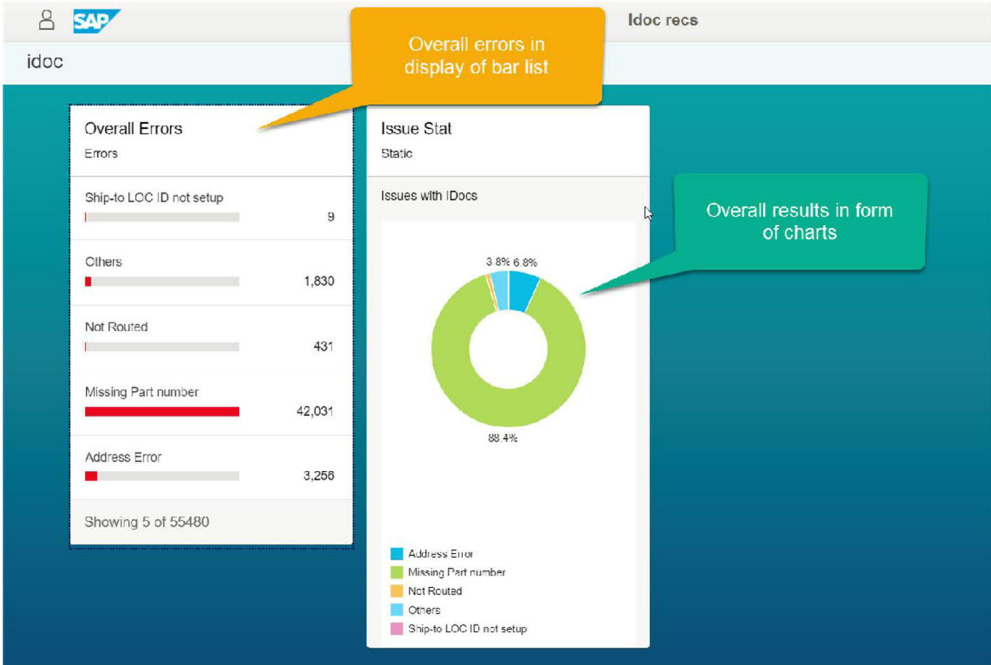 SAP
Idoc recs
idoc
Overall errors in
display of bar list
Overall Errors
Errors
Ship-to LOC ID not setup
9
Others
1,830
Not Routed
431
Missing Part number
42,031
Address Error
3,256
Showing 5 of 55480
Issue Stat
Static
Issues with IDocs
Overall results in form
of charts
3.8% 6.8%
88.4%
Address Error
Missing Part number
Not Routed
Others
Ship-to LOC ID not setup